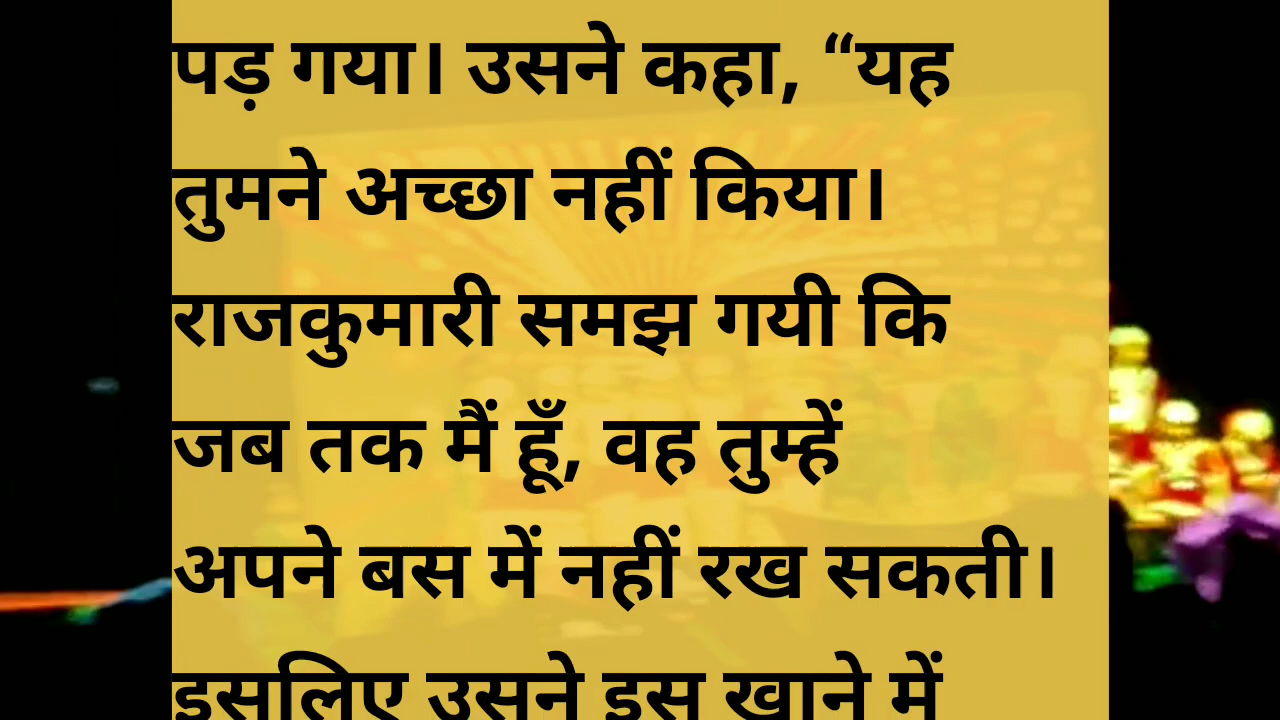 पड़ गया। उसने कहा, “यह
तुमने अच्छा नहीं किया।
राजकुमारी समझ गयी कि
जब तक मैं हूँ, वह तुम्हें
अपने बस में नहीं रख सकती।
इसलिए उसने इस खाने में